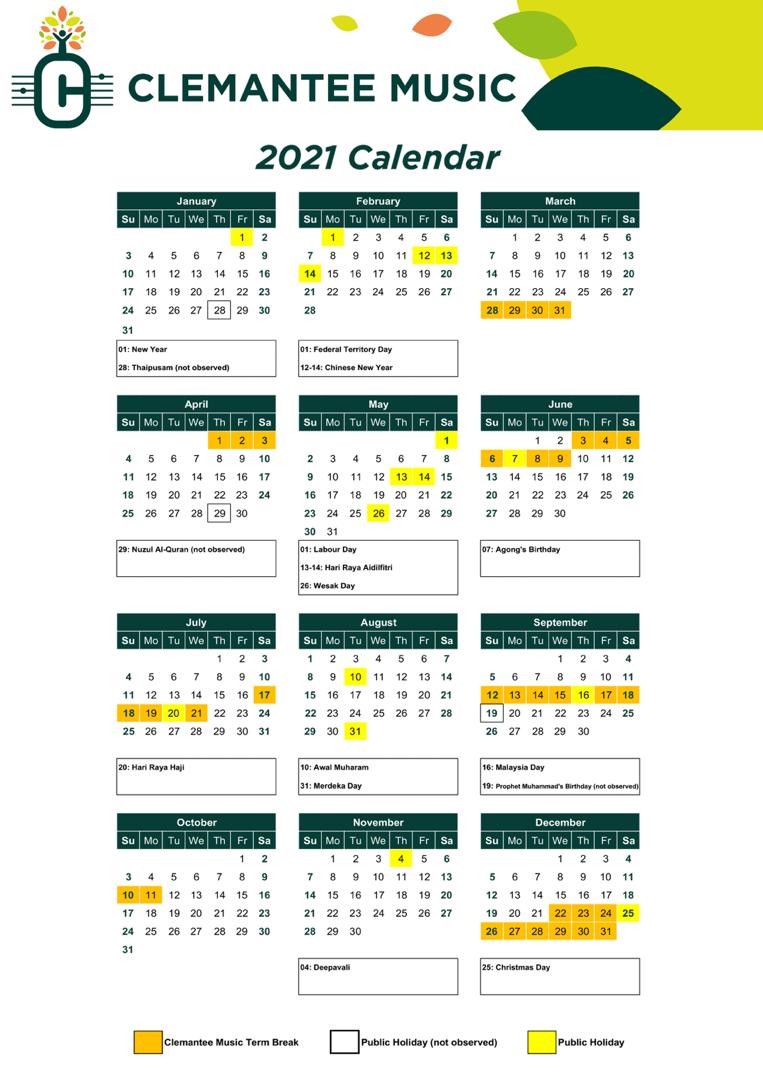 CLEMANTEE MUSIC
2021 Calendar
January
Su Mo Tu We Th Fr Sa
1 2
3 4 5 6 7 8 9
10 11 12 13 14 15 16
17 18 19 20 21 22 23
24 25 26 27 28 29 30
31
01: New Year
28: Thaipusam (not observed)
February
Su Mo Tu We Th Fr Sa
1 2 3 4 5 6
7 8 9 10 11 12 13
14 15 16 17 18 19 20
21 22 23 24 25 26 27
28
01: Federal Territory Day
12-14: Chinese New Year
March
Su Mo Tu We Th Fr Sa
1 2 3 4 5 6
7 8 9 10 11 12 13
14 15 16 17 18 19 20
21 22 23 24 25 26 27
28 29 30 31
April
Su Mo Tu We Th Fr Sa
1 2 3
4 5 6 7 8 9 10
11 12 13 14 15 16 17
18 19 20 21 22 23 24
25 26 27 28 29 30
29: Nuzul Al-Quran (not observed)
May
Su Mo Tu We Th Fr Sa
1
2 3 4 5 6 7 8
9 10 11 12 13 14 15
16 17 18 19 20 21 22
23 24 25 26 27 28 29
30 31
01: Labour Day
13-14: Hari Raya Aidilfitri
26: Wesak Day
June
Su Mo Tu We Th Fr Sa
1 2 3 4 5
6 7 8 9 10 11 12
13 14 15 16 17 18 19
20 21 22 23 24 25 26
27 28 29 30
07: Agong's Birthday
July
Su Mo Tu We Th Fr Sa
1 2 3
4 5 6 7 8 9 10
11 12 13 14 15 16 17
18 19 20 21 22 23 24
25 26 27 28 29 30 31
20: Hari Raya Haji
August
Su Mo Tu We Th Fr Sa
1 2 3 4 5 6 7
8 9 10 11 12 13 14
15 16 17 18 19 20 21
22 23 24 25 26 27 28
29 30 31
10: Awal Muharam
31: Merdeka Day
September
Su Mo Tu We Th Fr Sa
1 2 3 4
5 6 7 8 9 10 11
12 13 14 15 16 17 18
19 20 21 22 23 24 25
26 27 28 29 30
16: Malaysia Day
19: Prophet Muhammad's Birthday (not observed)
October
Su Mo Tu We Th Fr Sa
1 2
3 4 5 6 7 8 9
10 11 12 13 14 15 16
17 18 19 20 21 22 23
24 25 26 27 28 29 30
31
November
Su Mo Tu We Th Fr Sa
1 2 3 4 5 6
7 8 9 10 11 12 13
14 15 16 17 18 19 20
21 22 23 24 25 26 27
28 29 30
04: Deepavali
December
Su Mo Tu We Th Fr Sa
1 2 3 4
5 6 7 8 9 10 11
12 13 14 15 16 17 18
19 20 21 22 23 24 25
26 27 28 29 30 31
25: Christmas Day
Clemantee Music Term Break
Public Holiday (not observed)
Public Holiday